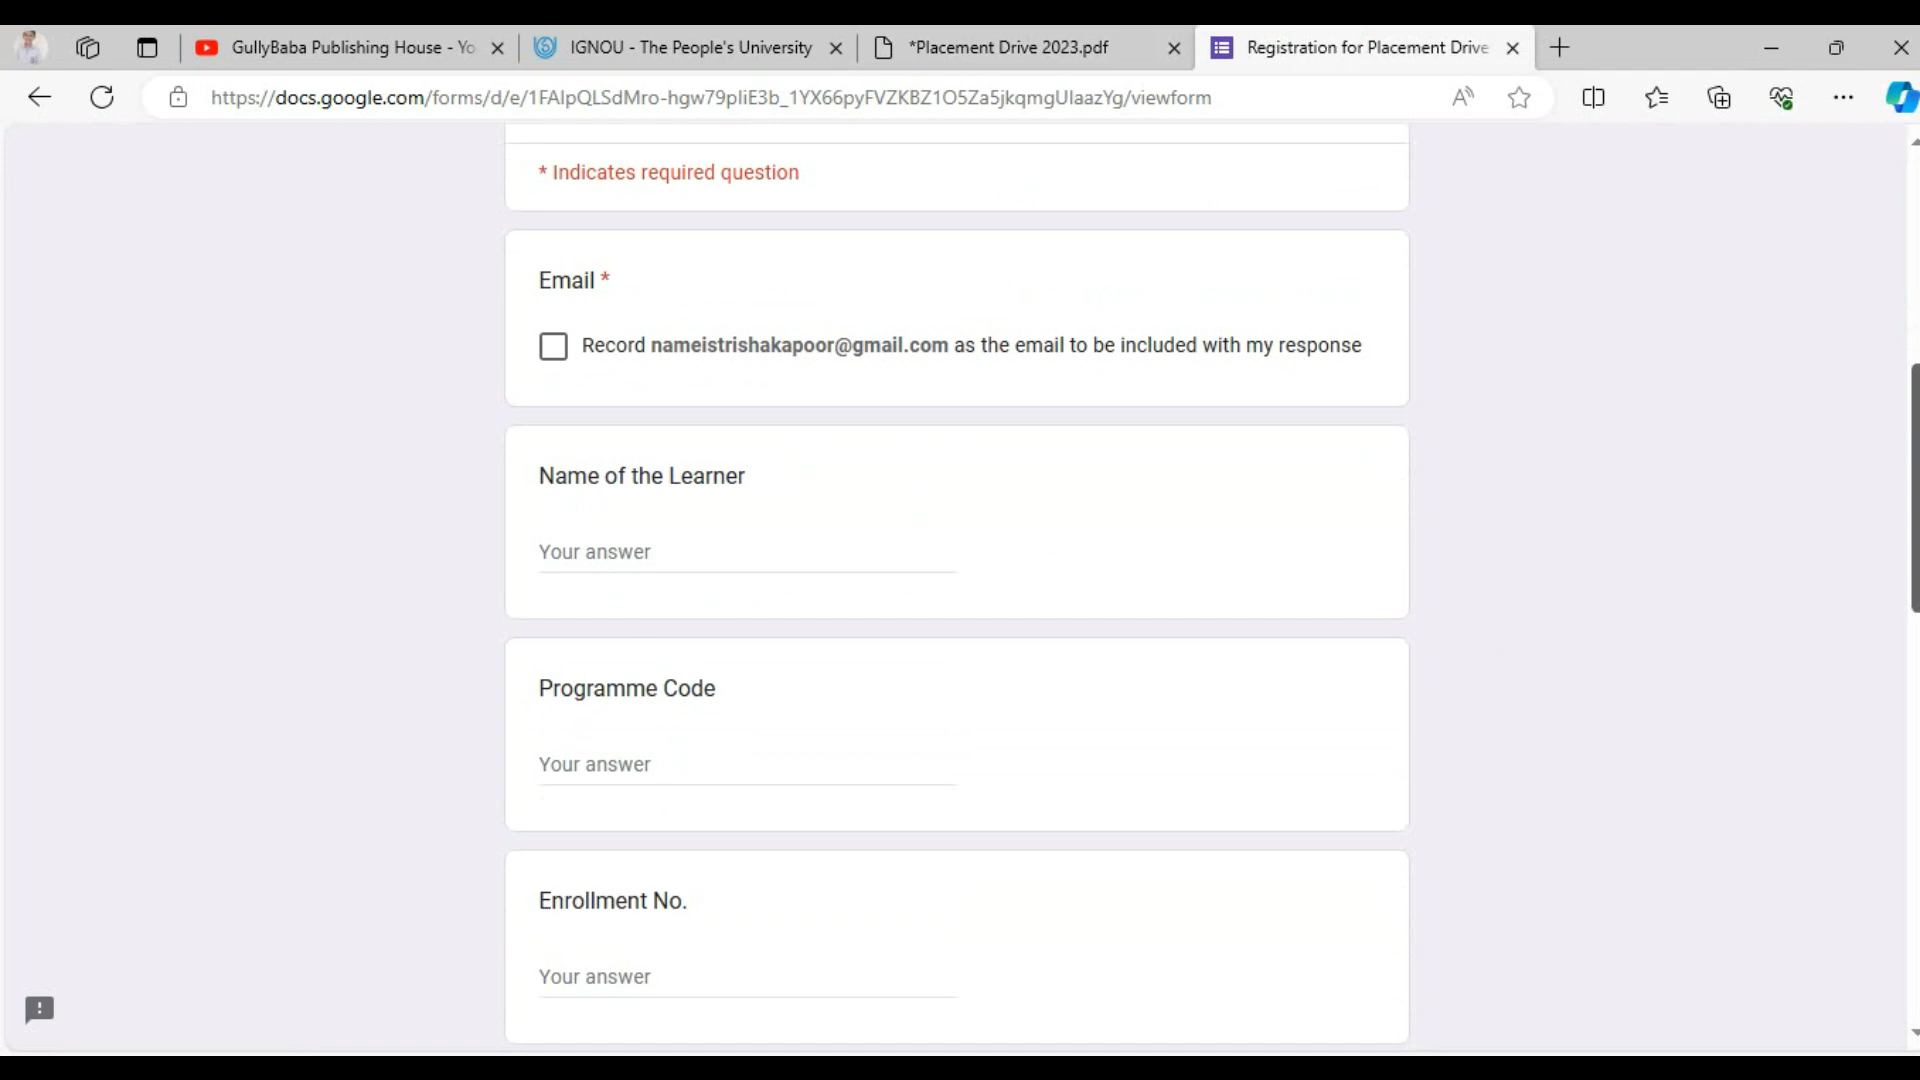 GullyBaba Publishing House - Yo
IGNOU - The People's University
*Placement Drive 2023.pdf
Registration for Placement Drive
https://docs.google.com/forms/d/e/1FAIpQLSdMro-hgw79pIiE3b_1YX66pyFVZKBZ1O5Za5jkqmgUlaazYg/viewform
* Indicates required question
Email *
Record nameistrishakapoor@gmail.com as the email to be included with my response
Name of the Learner
Your answer
Programme Code
Your answer
Enrollment No.
Your answer